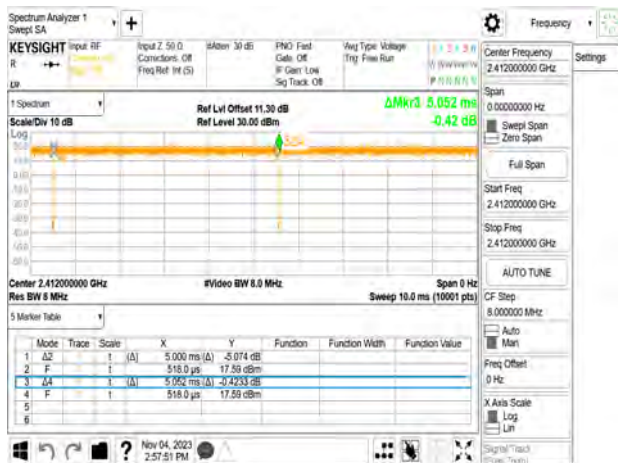 Spectrum Analyzer 1
Swept SA
Frequency
Settings
KEYSIGHT
Input: RF
R
Input Z: 50 Ω
Corrections: Off
Freq Ref: Int (S)
#Atten: 30 dB
PNO: Fast
Gate: Off
IF Gain: Low
Sig Track: Off
Avg Type: Voltage
Trig: Free Run
Center Frequency
2.412000000 GHz
Span
0.00000000 Hz
Swept Span
Zero Span
Full Span
Start Freq
2.412000000 GHz
Stop Freq
2.412000000 GHz
AUTO TUNE
CF Step
8.000000 MHz
Auto
Man
Freq Offset
0 Hz
X Axis Scale
Log
Lin
Signal Track
1 Spectrum
Scale/Div 10 dB
Log
Ref Lvl Offset 11.30 dB
Ref Level 30.00 dBm
ΔMkr3 5.052 ms
-0.42 dB
Center 2.412000000 GHz
Res BW 8 MHz
#Video BW 8.0 MHz
Span 0 Hz
Sweep 10.0 ms (10001 pts)
5 Marker Table
Mode Trace Scale X Y Function Function Width Function Value
1 Δ2 1 t (Δ) 5.000 ms (Δ) -5.074 dB
2 F 1 t 518.0 µs 17.59 dBm
3 Δ4 1 t (Δ) 5.052 ms (Δ) -0.4233 dB
4 F 1 t 518.0 µs 17.59 dBm
5
6
Nov 04, 2023
2:57:51 PM